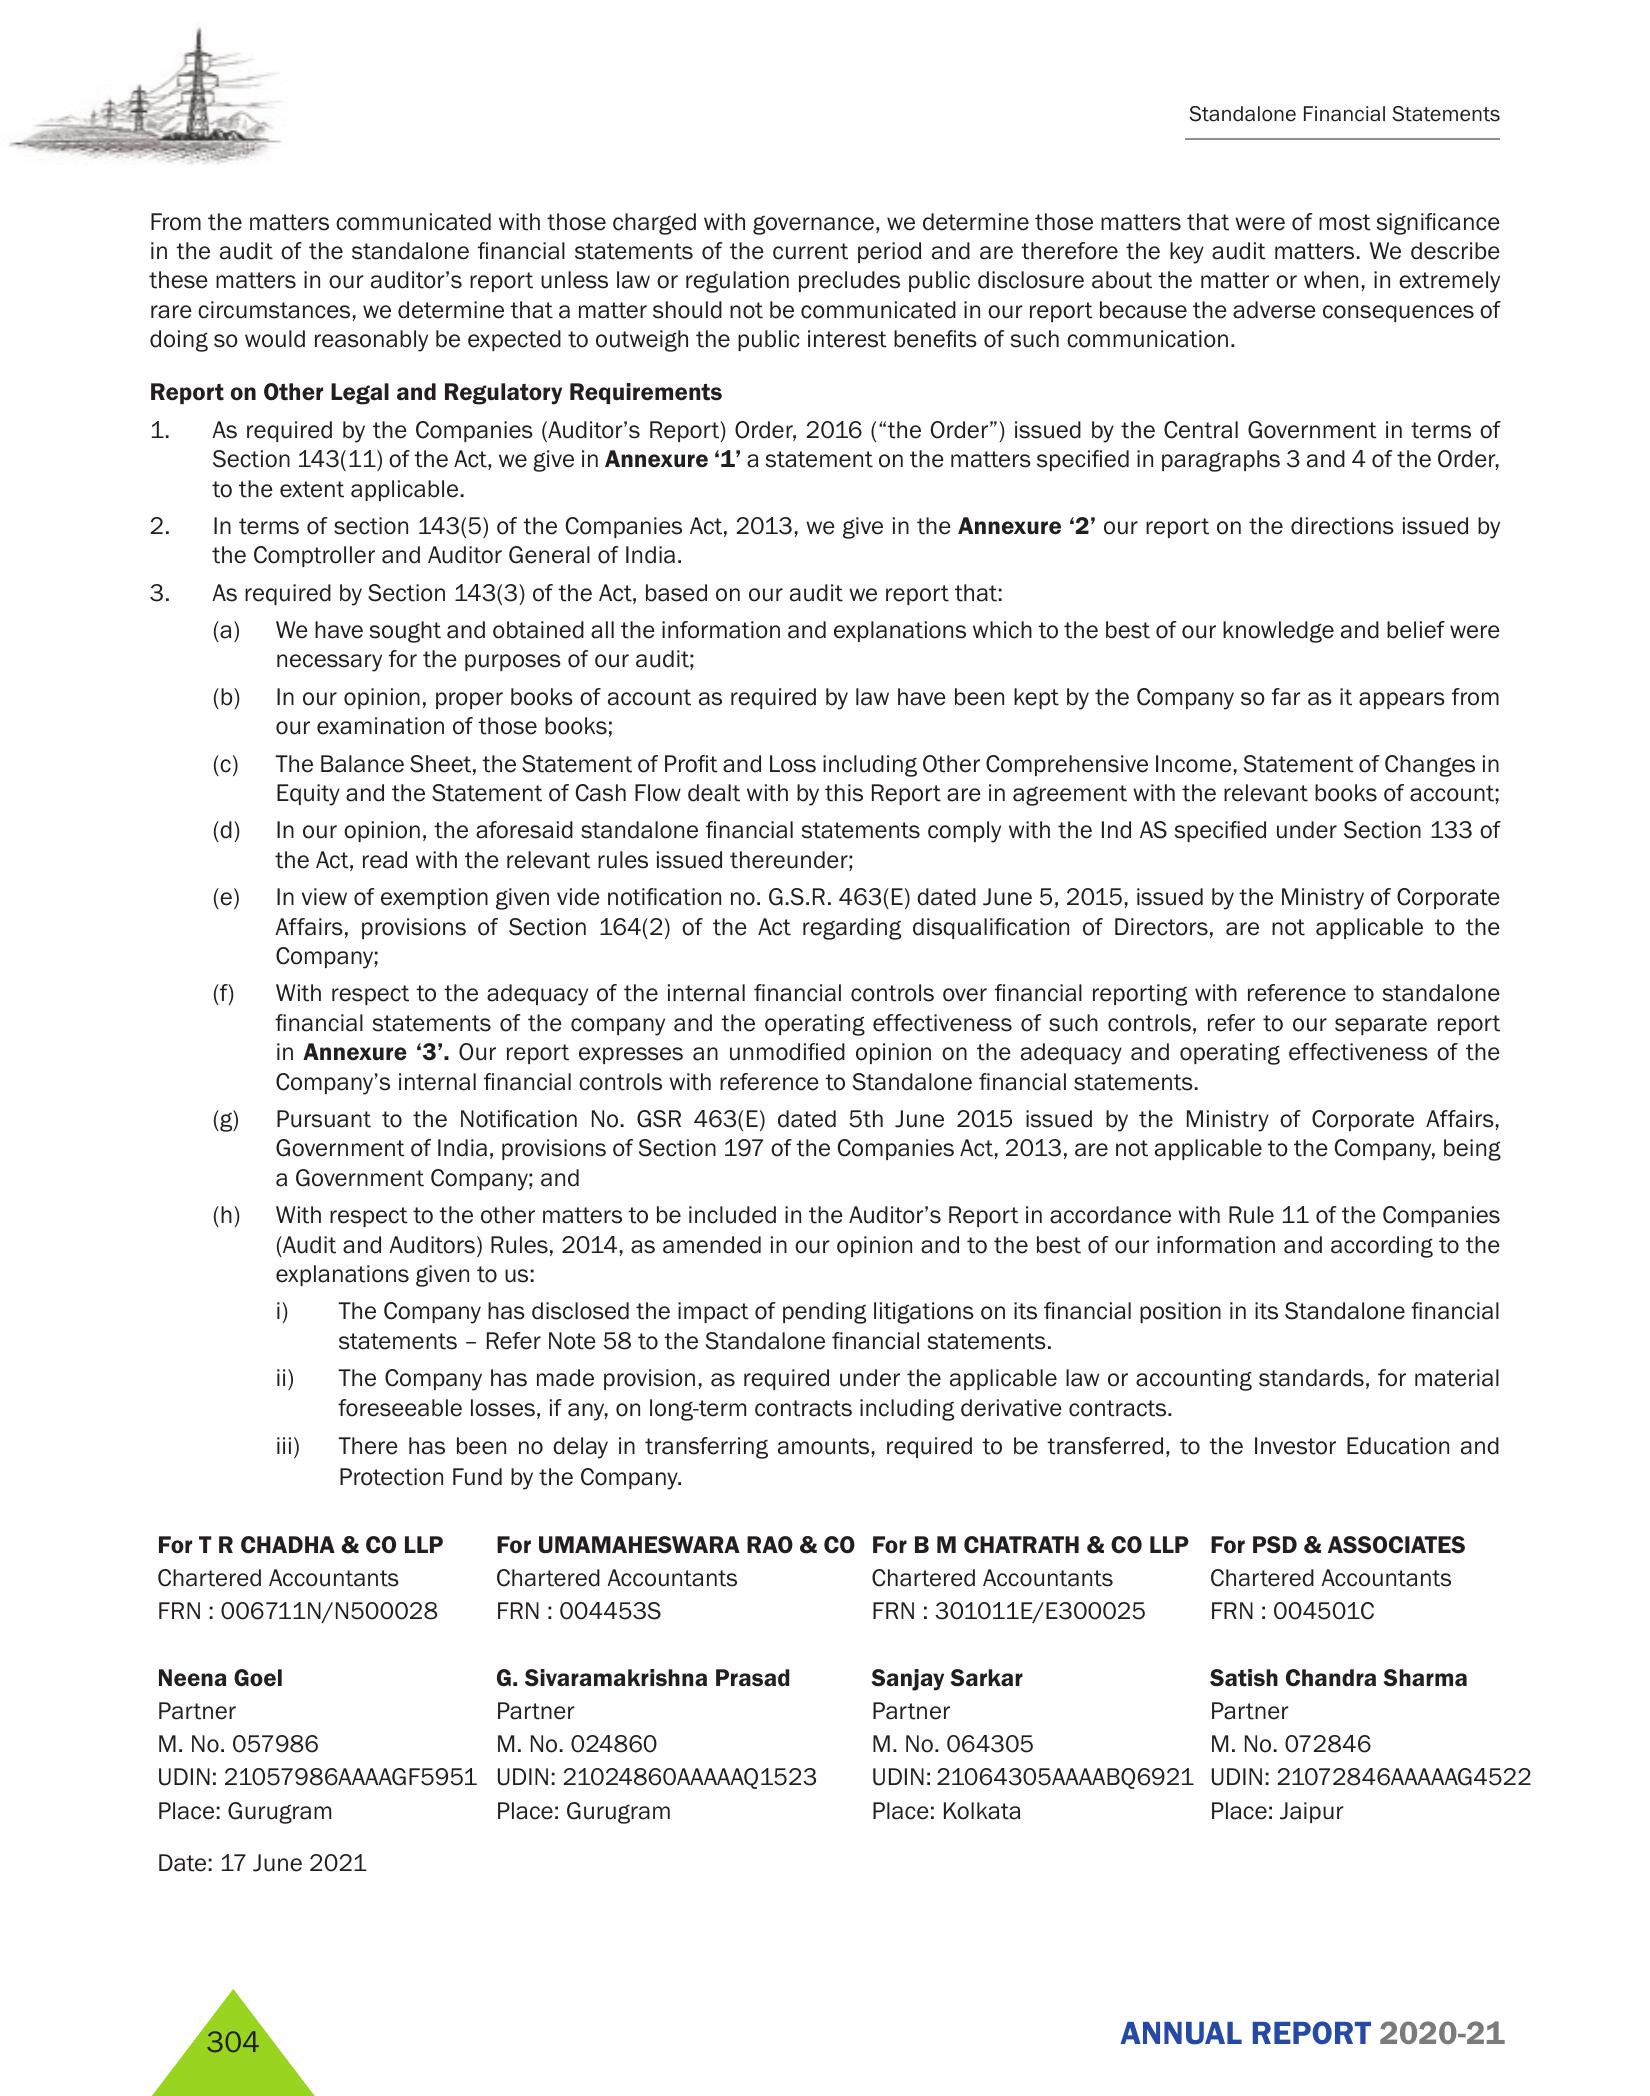 Standalone Financial Statements
From the matters communicated with those charged with governance, we determine those matters that were of most significance
in the audit of the standalone financial statements of the current period and are therefore the key audit matters. We describe
these matters in our auditor’s report unless law or regulation precludes public disclosure about the matter or when, in extremely
rare circumstances, we determine that a matter should not be communicated in our report because the adverse consequences of
doing so would reasonably be expected to outweigh the public interest benefits of such communication.
Report on Other Legal and Regulatory Requirements
1. As required by the Companies (Auditor’s Report) Order, 2016 (“the Order”) issued by the Central Government in terms of
Section 143(11) of the Act, we give in Annexure ‘1’ a statement on the matters specified in paragraphs 3 and 4 of the Order,
to the extent applicable.
2. In terms of section 143(5) of the Companies Act, 2013, we give in the Annexure ‘2’ our report on the directions issued by
the Comptroller and Auditor General of India.
3. As required by Section 143(3) of the Act, based on our audit we report that:
(a) We have sought and obtained all the information and explanations which to the best of our knowledge and belief were
necessary for the purposes of our audit;
(b) In our opinion, proper books of account as required by law have been kept by the Company so far as it appears from
our examination of those books;
(c) The Balance Sheet, the Statement of Profit and Loss including Other Comprehensive Income, Statement of Changes in
Equity and the Statement of Cash Flow dealt with by this Report are in agreement with the relevant books of account;
(d) In our opinion, the aforesaid standalone financial statements comply with the Ind AS specified under Section 133 of
the Act, read with the relevant rules issued thereunder;
(e) In view of exemption given vide notification no. G.S.R. 463(E) dated June 5, 2015, issued by the Ministry of Corporate
Affairs, provisions of Section 164(2) of the Act regarding disqualification of Directors, are not applicable to the
Company;
(f) With respect to the adequacy of the internal financial controls over financial reporting with reference to standalone
financial statements of the company and the operating effectiveness of such controls, refer to our separate report
in Annexure ‘3’. Our report expresses an unmodified opinion on the adequacy and operating effectiveness of the
Company’s internal financial controls with reference to Standalone financial statements.
(g) Pursuant to the Notification No. GSR 463(E) dated 5th June 2015 issued by the Ministry of Corporate Affairs,
Government of India, provisions of Section 197 of the Companies Act, 2013, are not applicable to the Company, being
a Government Company; and
(h) With respect to the other matters to be included in the Auditor’s Report in accordance with Rule 11 of the Companies
(Audit and Auditors) Rules, 2014, as amended in our opinion and to the best of our information and according to the
explanations given to us:
i) The Company has disclosed the impact of pending litigations on its financial position in its Standalone financial
statements – Refer Note 58 to the Standalone financial statements.
ii) The Company has made provision, as required under the applicable law or accounting standards, for material
foreseeable losses, if any, on long-term contracts including derivative contracts.
iii) There has been no delay in transferring amounts, required to be transferred, to the Investor Education and
Protection Fund by the Company.
For T R CHADHA & CO LLP For UMAMAHESWARA RAO & CO For B M CHATRATH & CO LLP For PSD & ASSOCIATES
Chartered Accountants Chartered Accountants Chartered Accountants Chartered Accountants
FRN : 006711N/N500028 FRN : 004453S FRN : 301011E/E300025 FRN : 004501C
Neena Goel G. Sivaramakrishna Prasad Sanjay Sarkar Satish Chandra Sharma
Partner Partner Partner Partner
M. No. 057986 M. No. 024860 M. No. 064305 M. No. 072846
UDIN: 21057986AAAAGF5951 UDIN: 21024860AAAAAQ1523 UDIN: 21064305AAAABQ6921 UDIN: 21072846AAAAAG4522
Place: Gurugram Place: Gurugram Place: Kolkata Place: Jaipur
Date: 17 June 2021
304
ANNUAL REPORT 2020-21